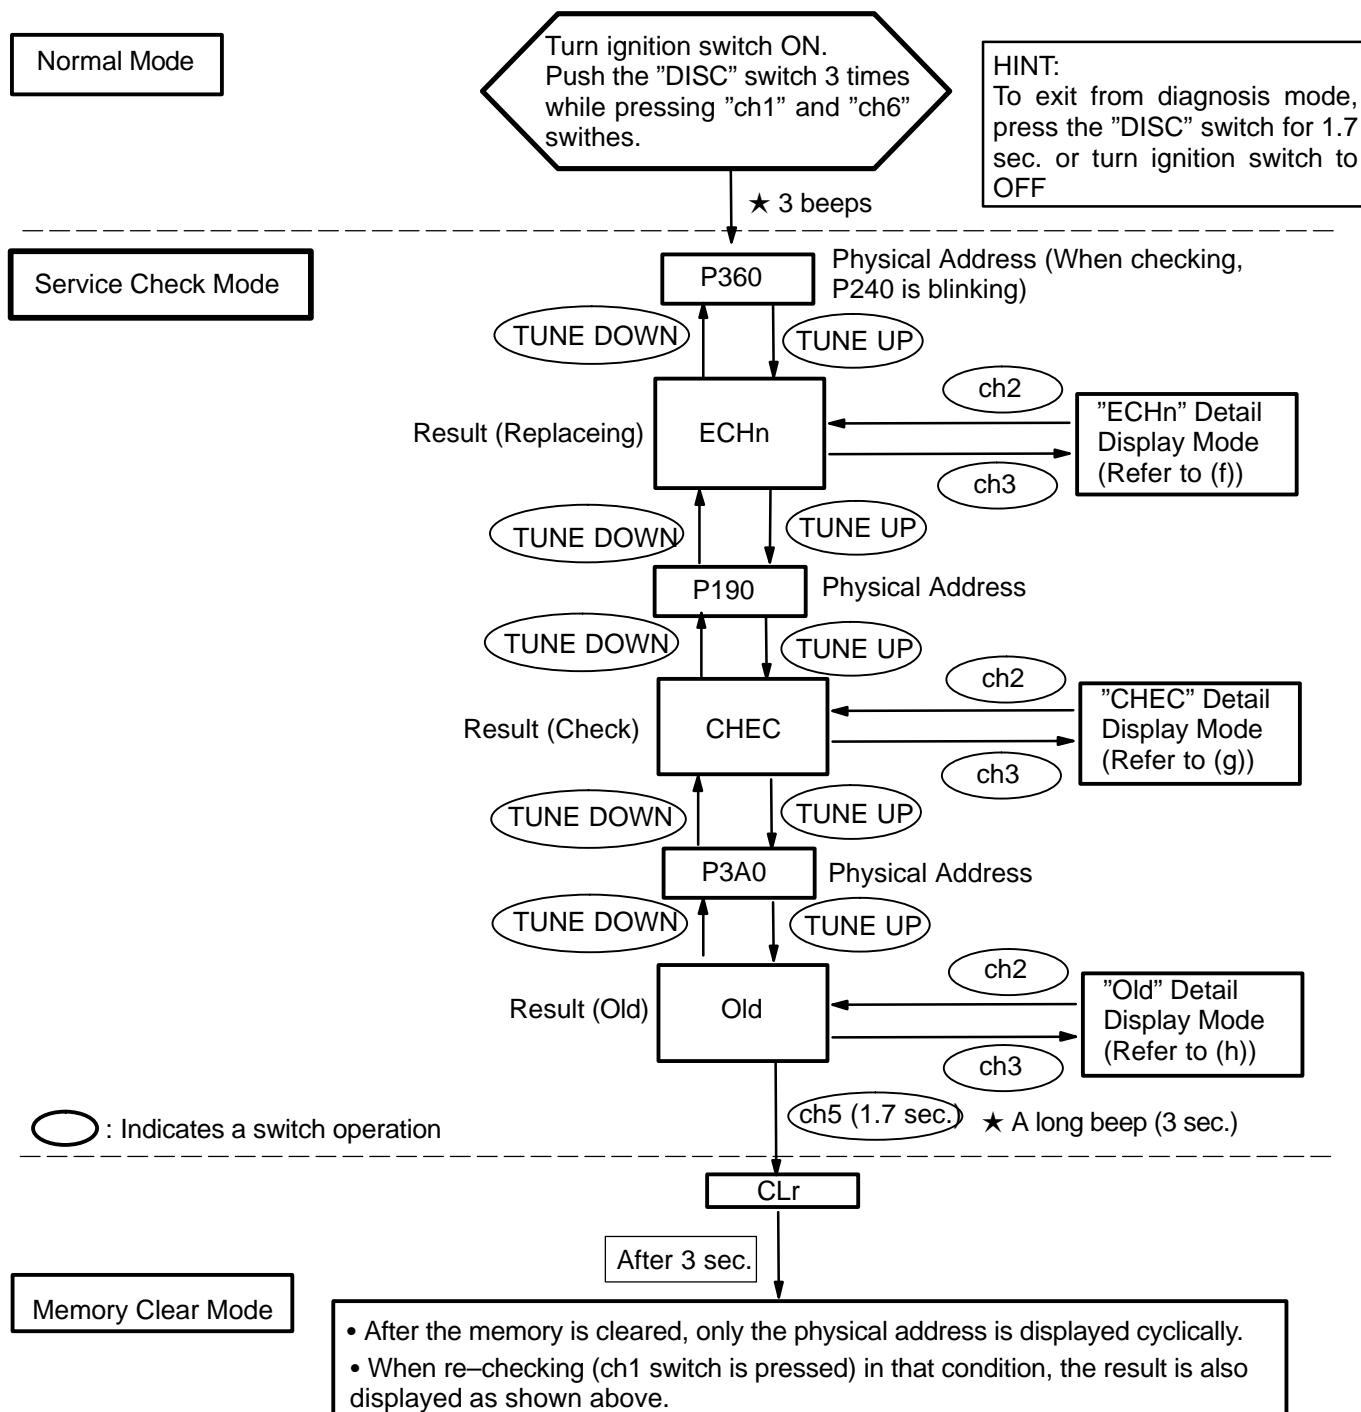 Normal Mode
Turn ignition switch ON.
Push the ”DISC” switch 3 times
while pressing ”ch1” and ”ch6”
swithes.
HINT:
To exit from diagnosis mode,
press the ”DISC” switch for 1.7
sec. or turn ignition switch to
OFF
★ 3 beeps
Service Check Mode
P360
Physical Address (When checking,
P240 is blinking)
TUNE DOWN
TUNE UP
ch2
Result (Replaceing)
ECHn
”ECHn” Detail
Display Mode
(Refer to (f))
ch3
TUNE DOWN
TUNE UP
P190
Physical Address
TUNE DOWN
TUNE UP
ch2
Result (Check)
CHEC
”CHEC” Detail
Display Mode
(Refer to (g))
ch3
TUNE DOWN
TUNE UP
P3A0
Physical Address
TUNE DOWN
TUNE UP
ch2
Result (Old)
Old
”Old” Detail
Display Mode
(Refer to (h))
ch3
ch5 (1.7 sec.)
★ A long beep (3 sec.)
: Indicates a switch operation
CLr
After 3 sec.
Memory Clear Mode
• After the memory is cleared, only the physical address is displayed cyclically.
• When re–checking (ch1 switch is pressed) in that condition, the result is also
displayed as shown above.